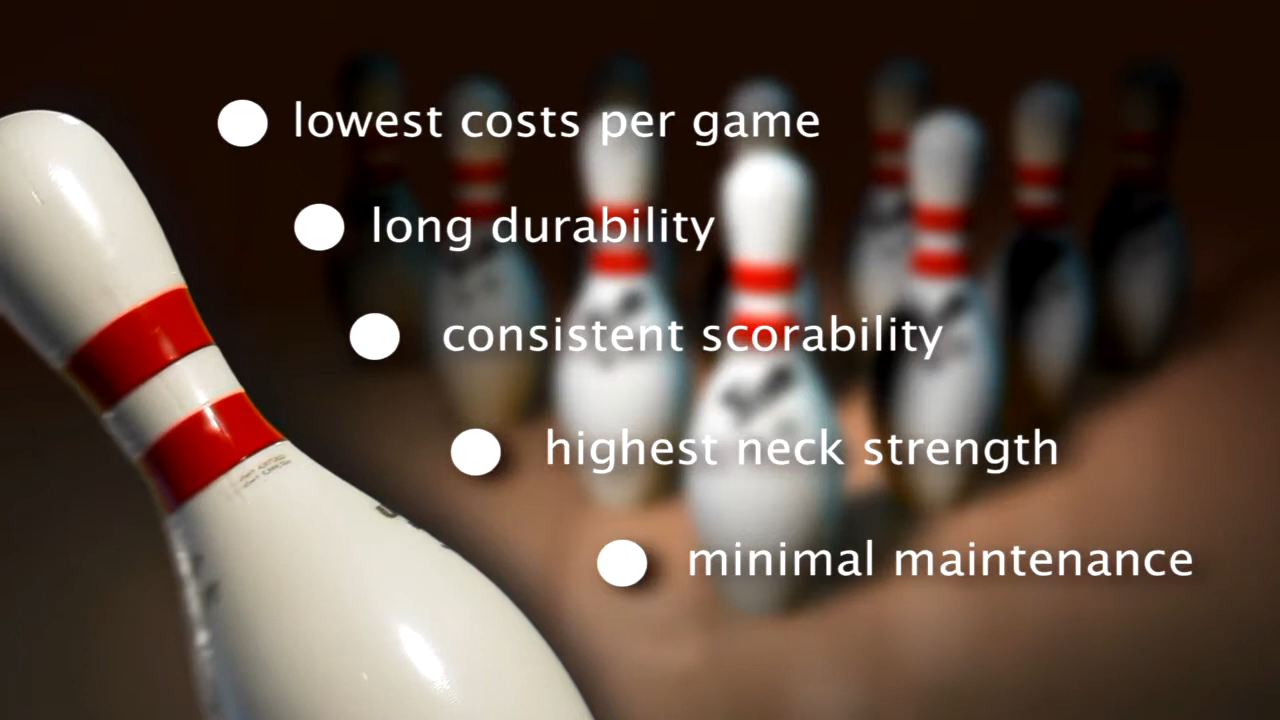 lowest costs per game
long durability
consistent scorability
highest neck strength
minimal maintenance